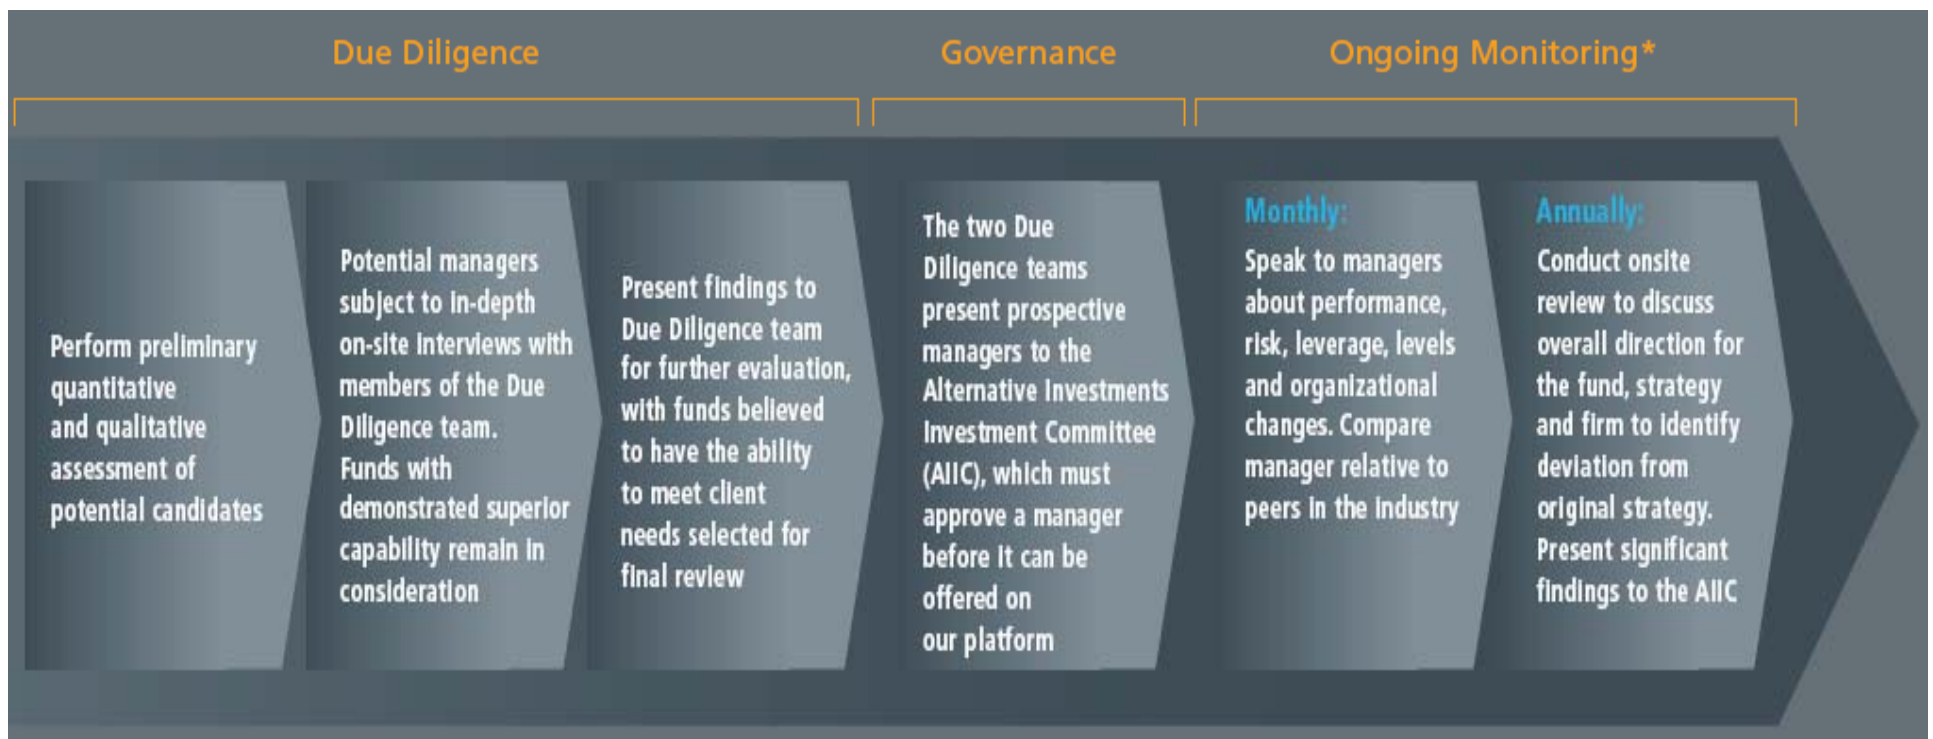 Due Diligence
Governance
Ongoing Monitoring*
Perform preliminary
quantitative
and qualitative
assessment of
potential candidates
Potential managers
subject to in-depth
on-site interviews with
members of the Due
Diligence team.
Funds with
demonstrated superior
capability remain in
consideration
Present findings to
Due Diligence team
for further evaluation,
with funds believed
to have the ability
to meet client
needs selected for
final review
The two Due
Diligence teams
present prospective
managers to the
Alternative Investments
Investment Committee
(AIIC), which must
approve a manager
before it can be
offered on
our platform
Monthly:
Speak to managers
about performance,
risk, leverage, levels
and organizational
changes. Compare
manager relative to
peers in the industry
Annually:
Conduct onsite
review to discuss
overall direction for
the fund, strategy
and firm to identify
deviation from
original strategy.
Present significant
findings to the AIIC